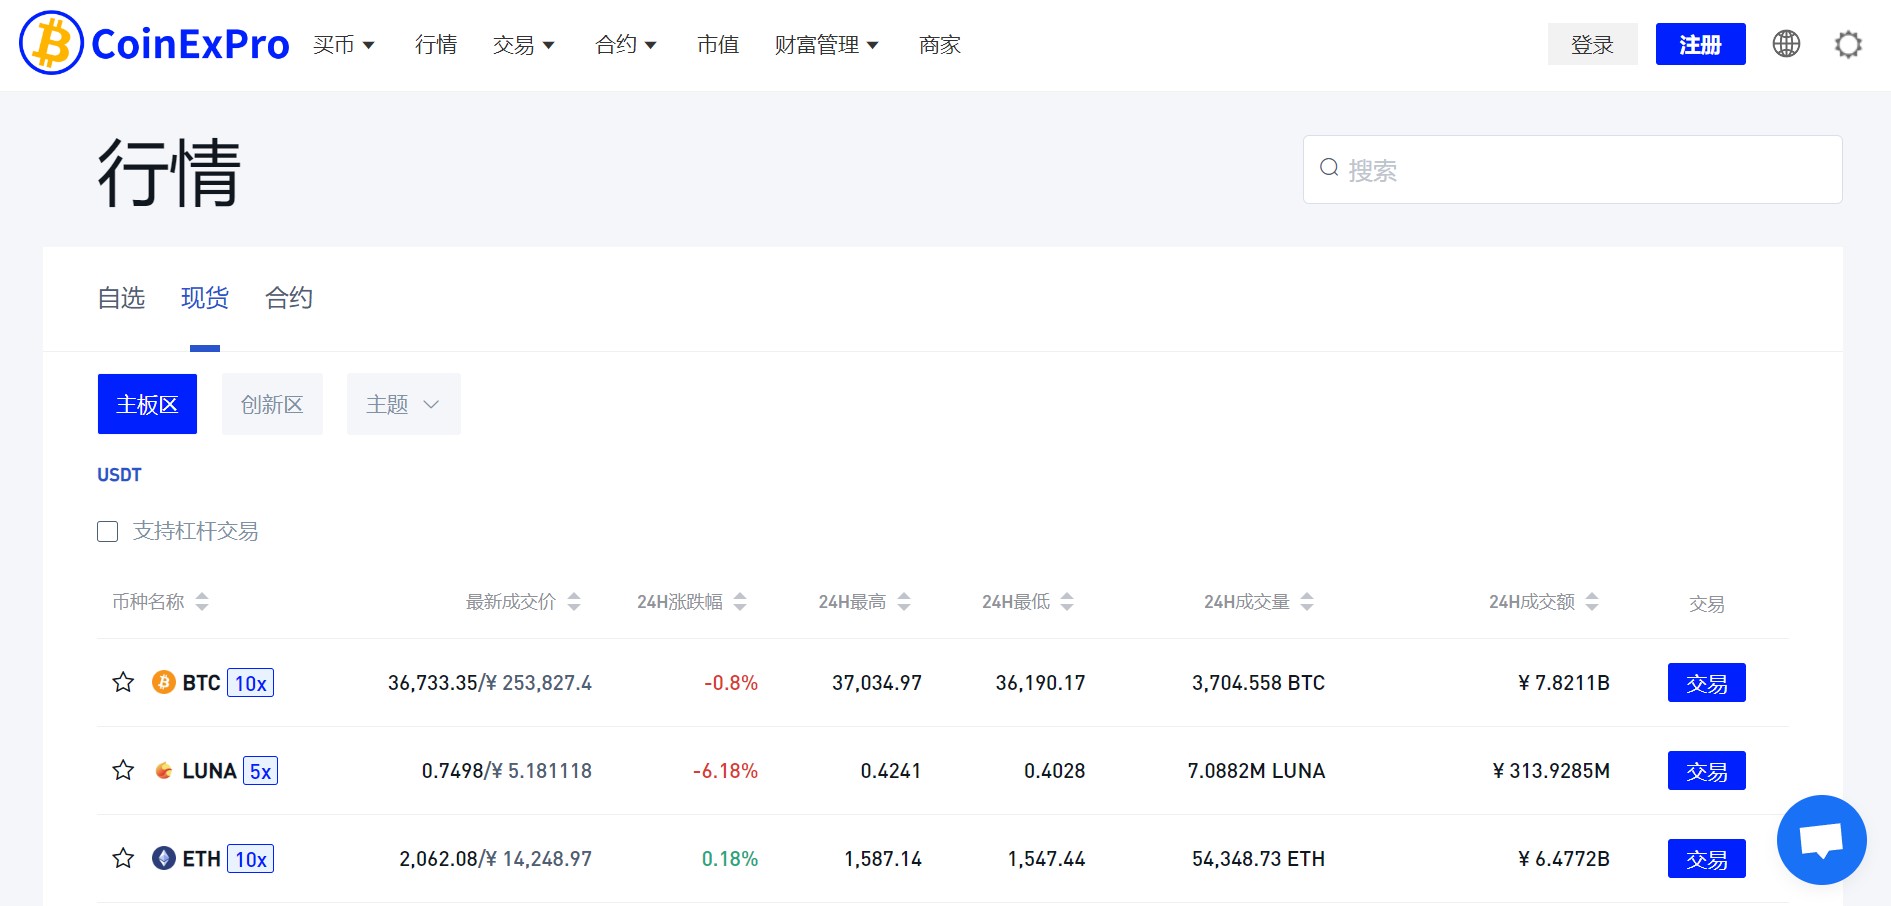 CoinExPro 买币 行情 交易 合约 市值 财富管理 商家 登录 注册
行情
搜索
自选 现货 合约
主板区 创新区 主题
USDT
支持杠杆交易
币种名称 最新成交价 24H涨跌幅 24H最高 24H最低 24H成交量 24H成交额 交易
BTC 10x 36,733.35/¥ 253,827.4 -0.8% 37,034.97 36,190.17 3,704.558 BTC ¥ 7.8211B 交易
LUNA 5x 0.7498/¥ 5.181118 -6.18% 0.4241 0.4028 7.0882M LUNA ¥ 313.9285M 交易
ETH 10x 2,062.08/¥ 14,248.97 0.18% 1,587.14 1,547.44 54,348.73 ETH ¥ 6.4772B 交易